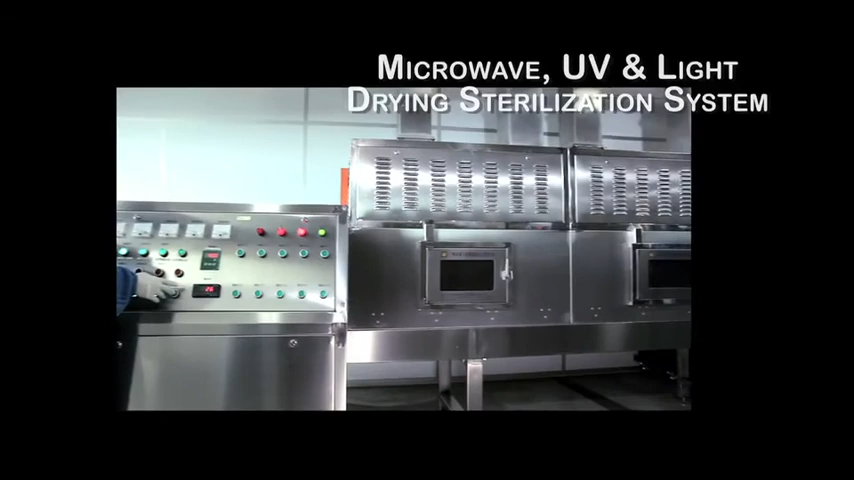 MICROWAVE, UV & LIGHT
DRYING STERILIZATION SYSTEM